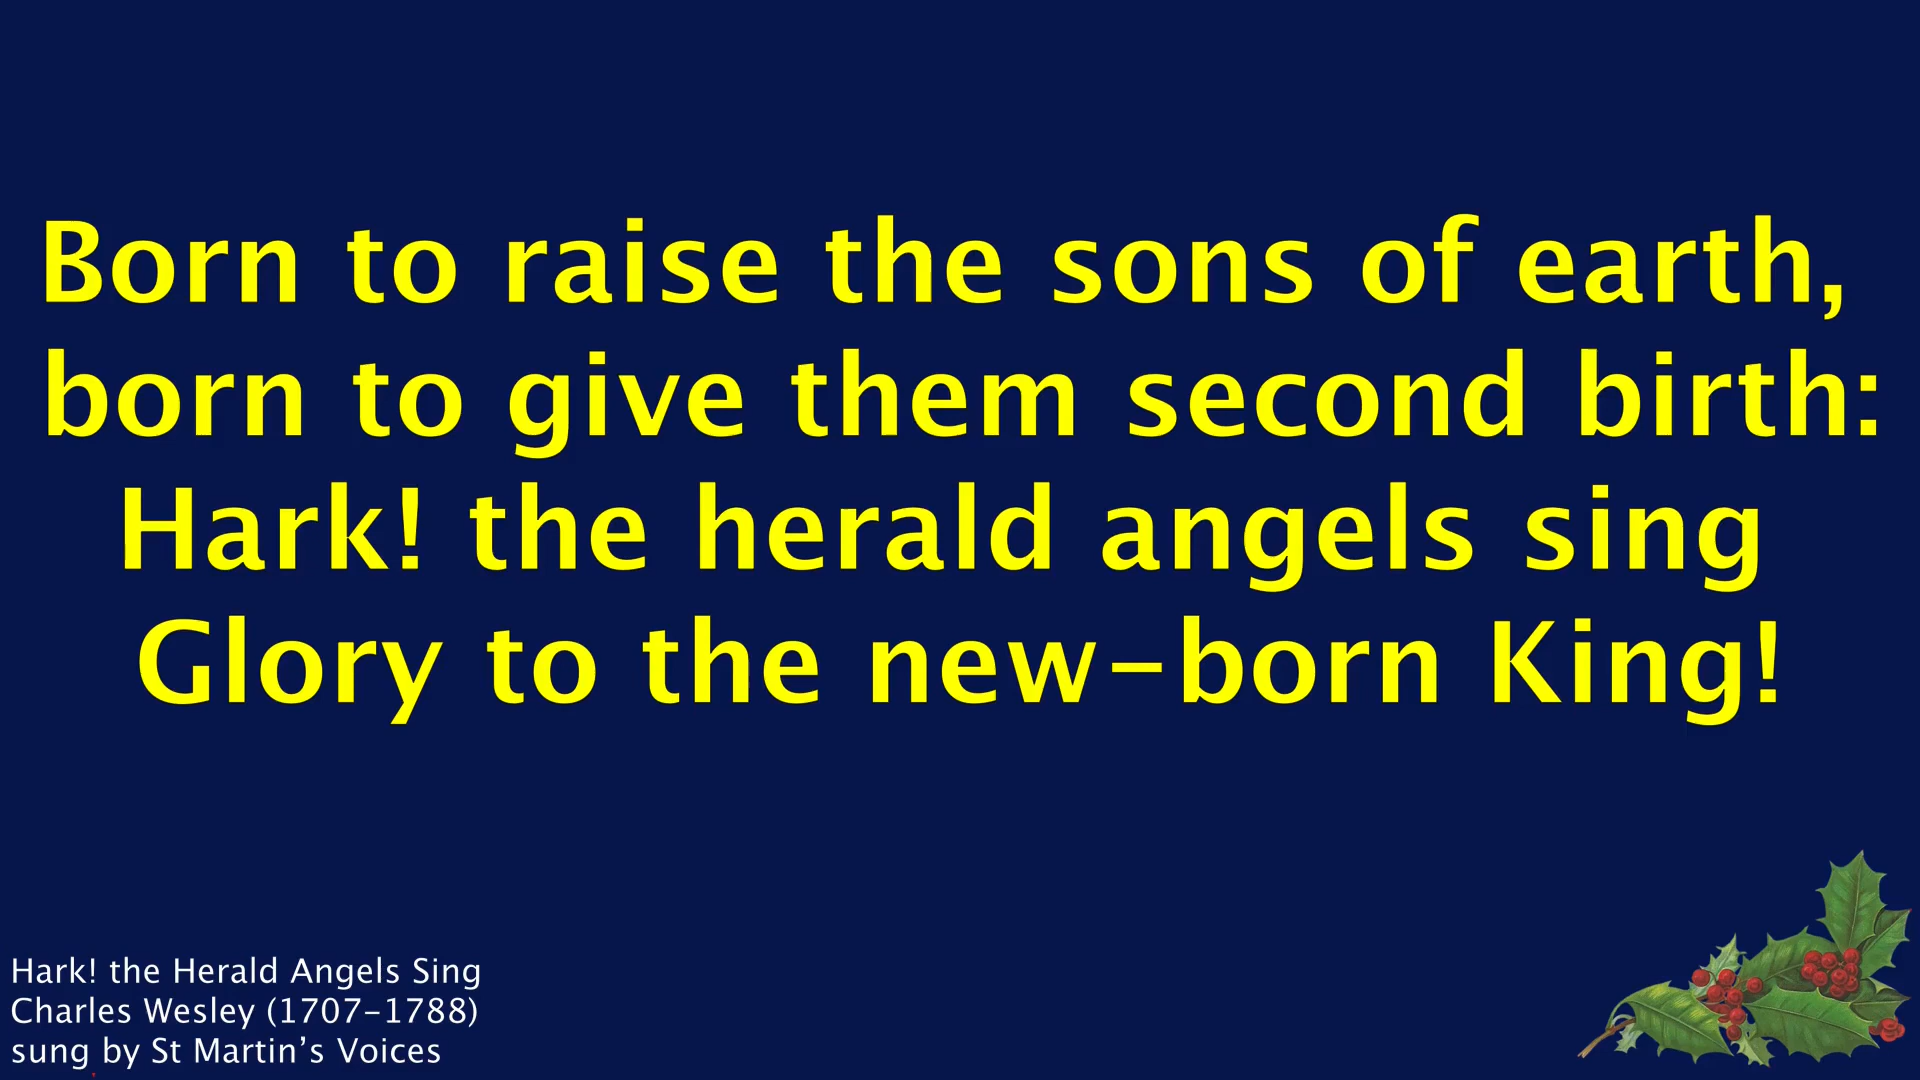 Born to raise the sons of earth,
born to give them second birth:
Hark! the herald angels sing
Glory to the new-born King!
Hark! the Herald Angels Sing
Charles Wesley (1707-1788)
sung by St Martin’s Voices